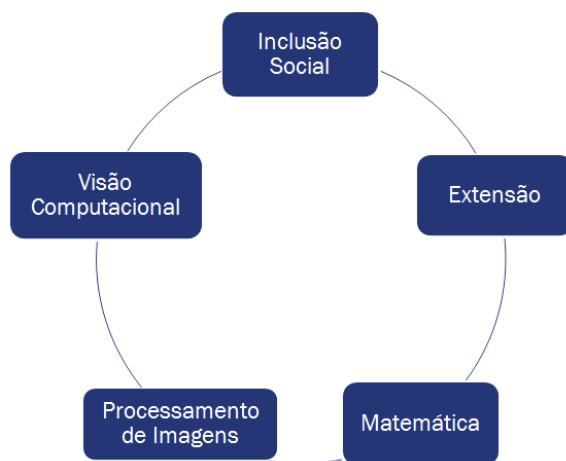 Inclusão
Social
Extensão
Matemática
Processamento
de Imagens
Visão
Computacional